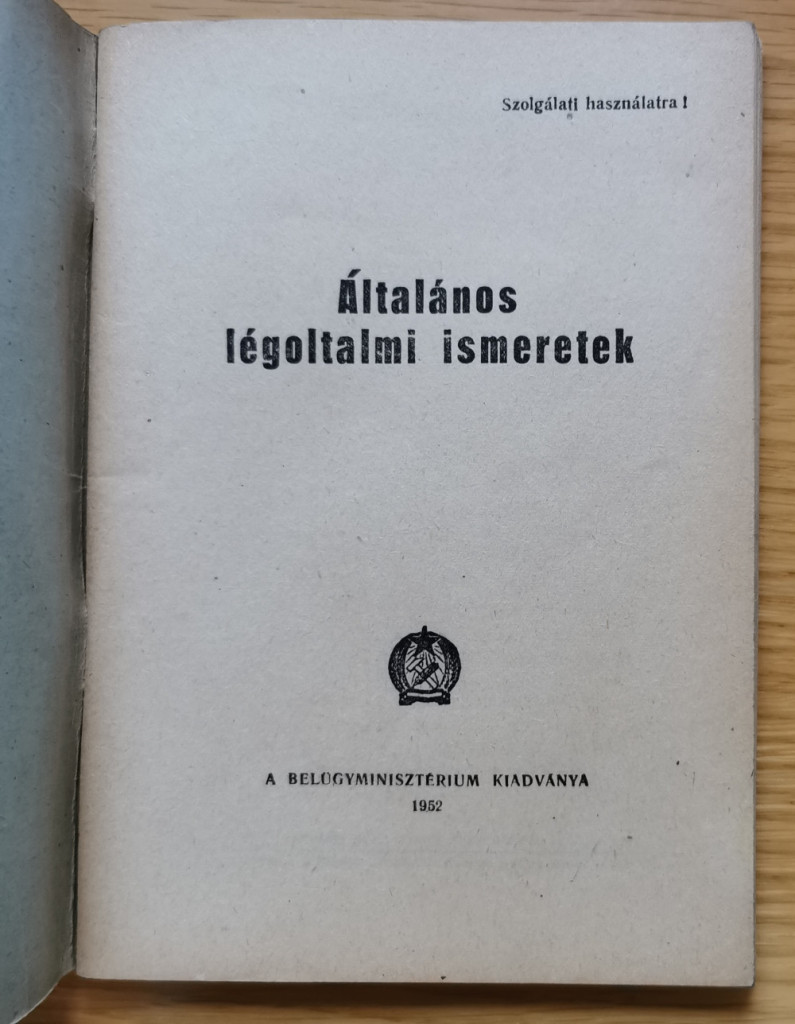 Szolgálati használatra!
Általános
légoltalmi ismeretek
A BELÜGYMINISZTÉRIUM KIADVÁNYA
1952